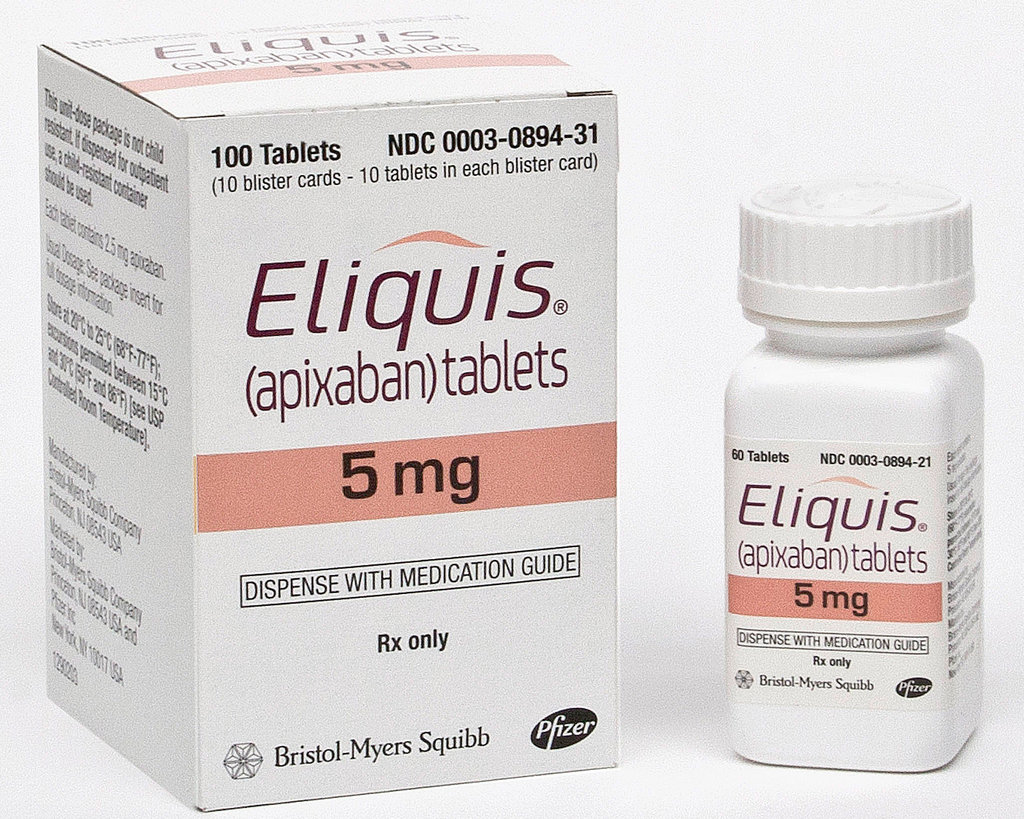 Eliquis
(apixaban) tablets
5 mg
This unit-dose package is not child
resistant. If dispensed for outpatient
use, a child-resistant container
should be used.
Each tablet contains 2.5 mg apixaban.
Usual Dosage: See package insert for
full dosage information.
Store at 20°C to 25°C (68°F-77°F);
excursions permitted between 15°C
and 30°C (59°F and 86°F) [see USP
Controlled Room Temperature].
Manufactured by:
Bristol-Myers Squibb Company
Princeton, NJ 08543 USA
Marketed by:
Bristol-Myers Squibb Company
Princeton, NJ 08543 USA and
Pfizer Inc
New York, NY 10017 USA
100 Tablets NDC 0003-0894-31
(10 blister cards - 10 tablets in each blister card)
Eliquis®
(apixaban) tablets
5 mg
DISPENSE WITH MEDICATION GUIDE
Rx only
Bristol-Myers Squibb Pfizer
60 Tablets NDC 0003-0894-21
Eliquis®
(apixaban) tablets
5 mg
DISPENSE WITH MEDICATION GUIDE
Rx only
Bristol-Myers Squibb Pfizer